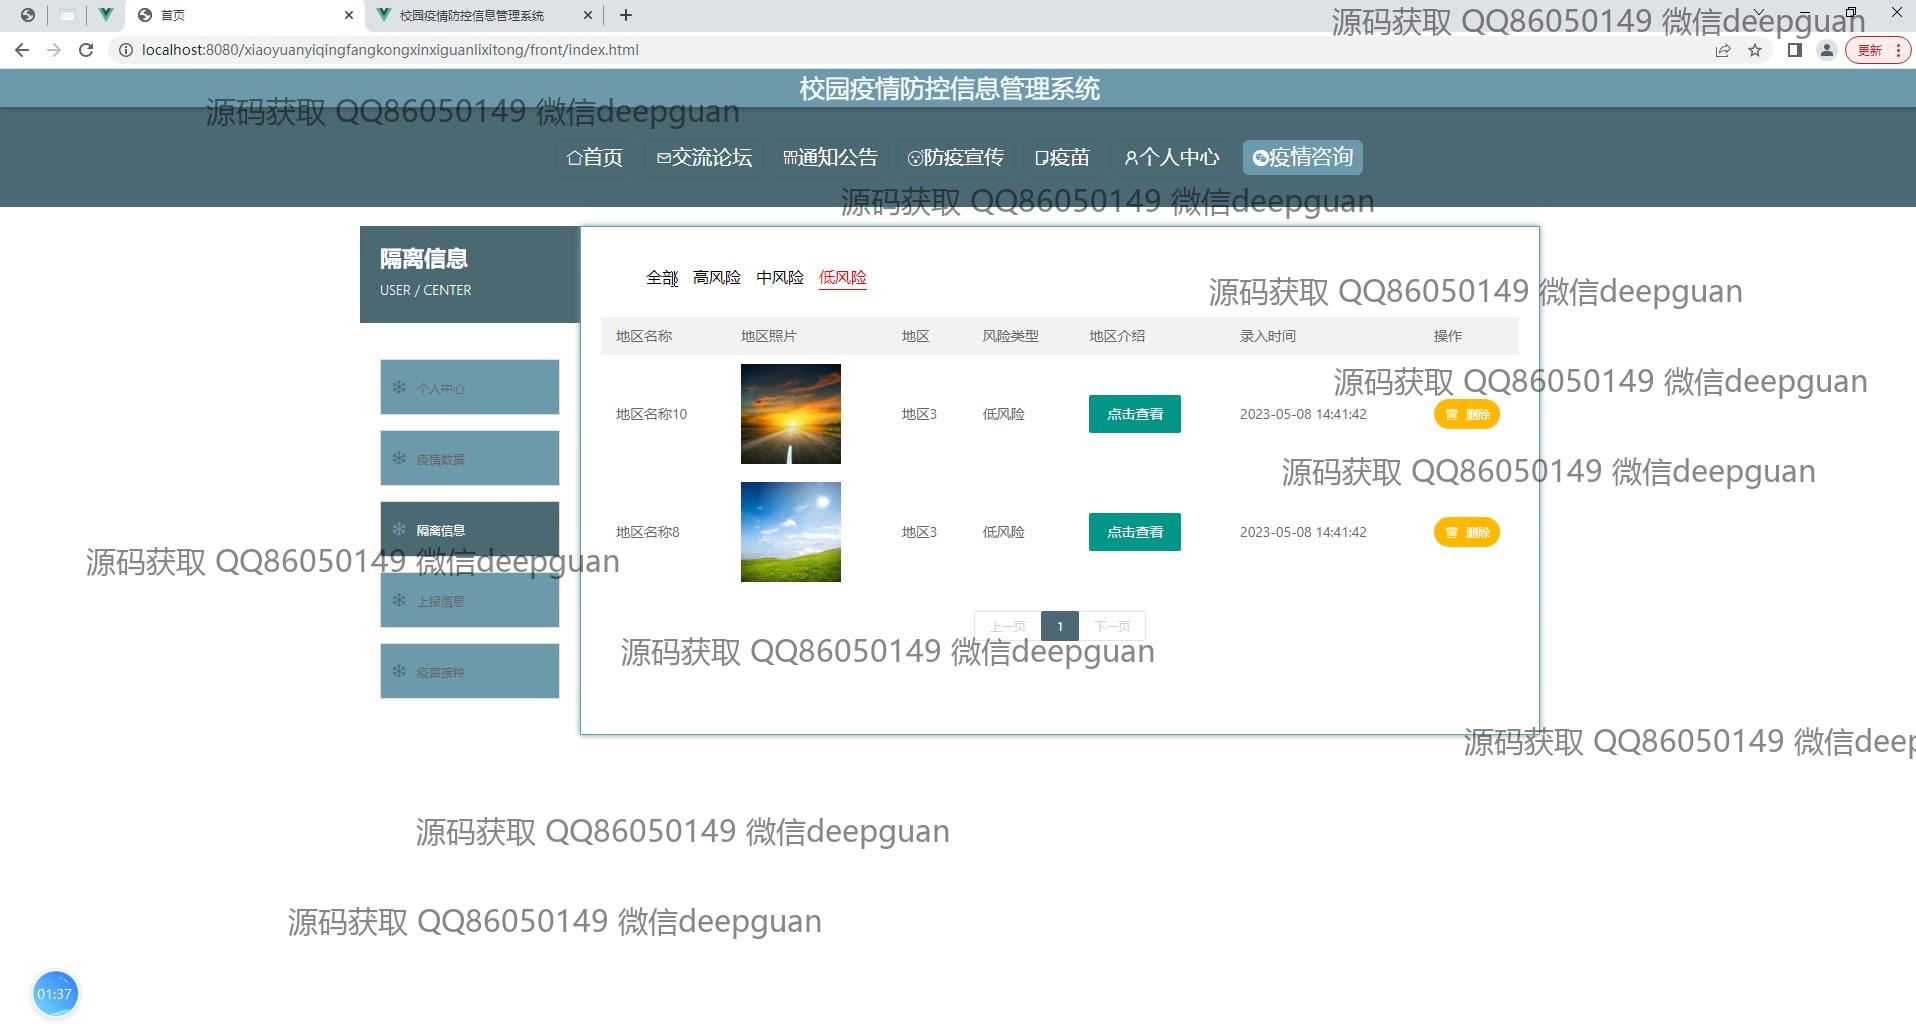 首页
校园疫情防控信息管理系统
源码获取 QQ86050149 微信deepguan
localhost:8080/xiaoyuanyiqingfangkongxinxiguanlixitong/front/index.html
更新
校园疫情防控信息管理系统
源码获取 QQ86050149 微信deepguan
首页 交流论坛 通知公告 防疫宣传 疫苗 个人中心 疫情咨询
源码获取 QQ86050149 微信deepguan
隔离信息
USER / CENTER
全部 高风险 中风险 低风险
源码获取 QQ86050149 微信deepguan
地区名称 地区照片 地区 风险类型 地区介绍 录入时间 操作
源码获取 QQ86050149 微信deepguan
个人中心
地区名称10 地区3 低风险 点击查看 2023-05-08 14:41:42 删除
疫情数据
源码获取 QQ86050149 微信deepguan
隔离信息
地区名称8 地区3 低风险 点击查看 2023-05-08 14:41:42 删除
源码获取 QQ86050149 微信deepguan
上报信息
上一页 1 下一页
源码获取 QQ86050149 微信deepguan
疫苗接种
源码获取 QQ86050149 微信deep
源码获取 QQ86050149 微信deepguan
源码获取 QQ86050149 微信deepguan
01:37